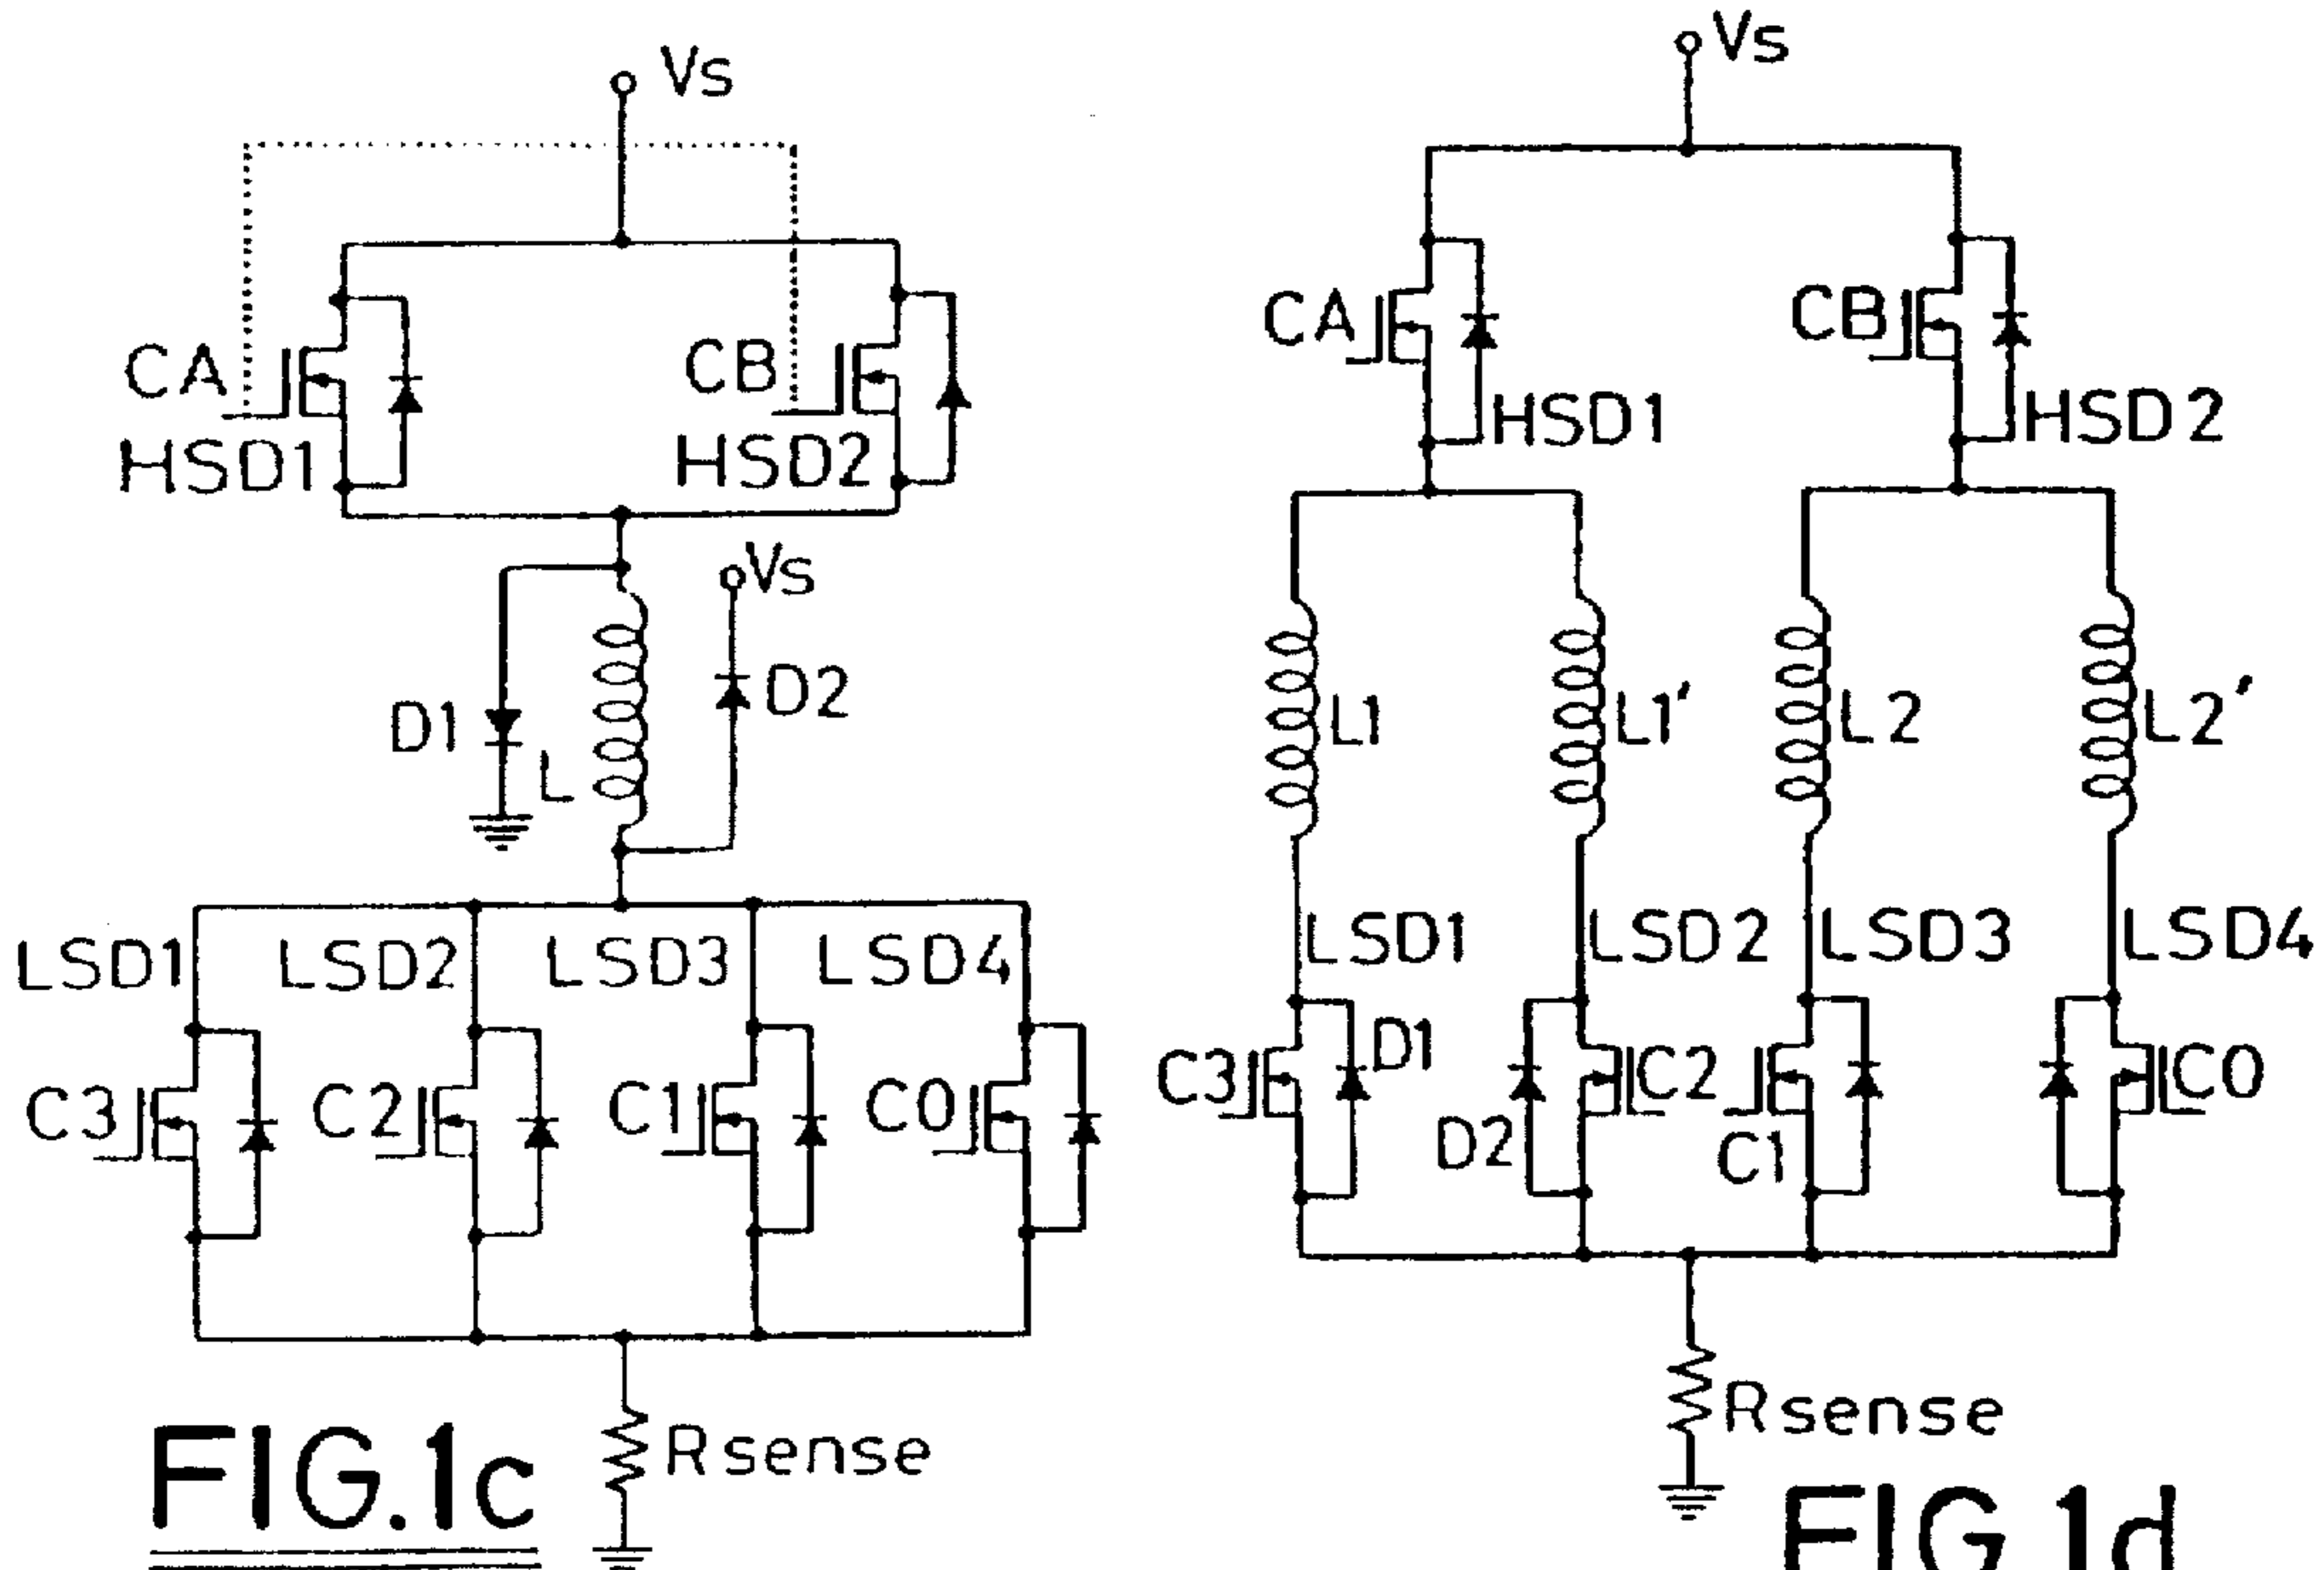 Vs
CA
HSD1
CB
HSD2
Vs
D1
L
D2
LSD1
LSD2
LSD3
LSD4
C3
C2
C1
C0
Rsense
FIG.1c
Vs
CA
HSD1
CB
HSD2
L1
L1'
L2
L2'
LSD1
LSD2
LSD3
LSD4
C3
D1
D2
C2
C1
C0
Rsense
FIG.1d